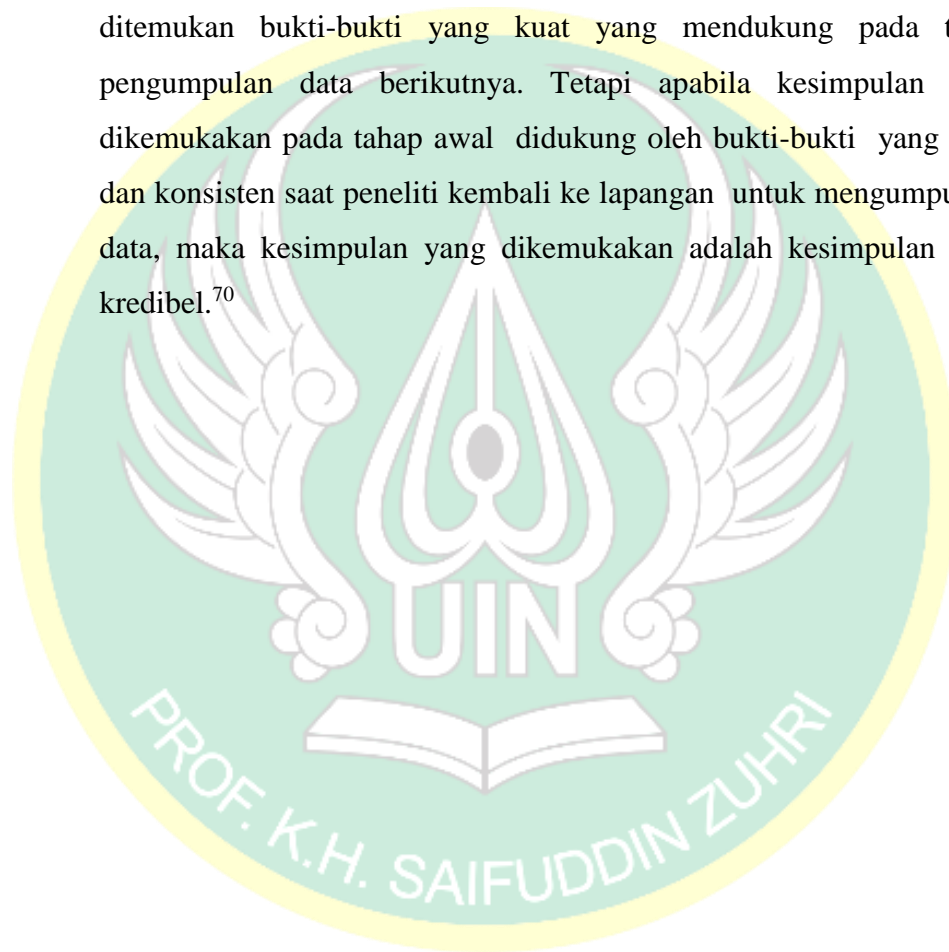 ditemukan bukti-bukti yang kuat yang mendukung pada
pengumpulan data berikutnya. Tetapi apabila kesimpulan
dikemukakan pada tahap awal didukung oleh bukti-bukti yang
dan konsisten saat peneliti kembali ke lapangan untuk
data, maka kesimpulan yang dikemukakan adalah kesimpulan
kredibel.70
UIN
PROF. K.H. SAIFUDDIN ZUHRI